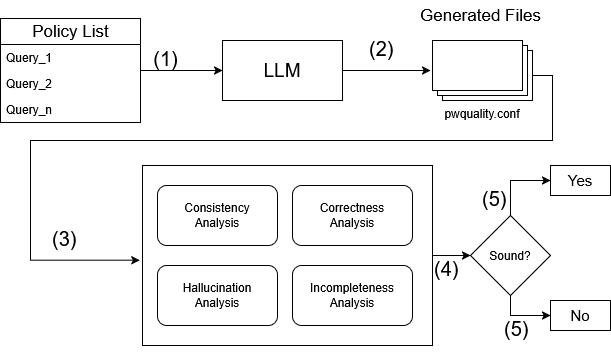 Generated Files
Policy List
Query_1
Query_2
Query_n
(1)
LLM
(2)
pwquality.conf
(3)
Consistency
Analysis
Correctness
Analysis
Hallucination
Analysis
Incompleteness
Analysis
(4)
Sound?
(5)
Yes
(5)
No